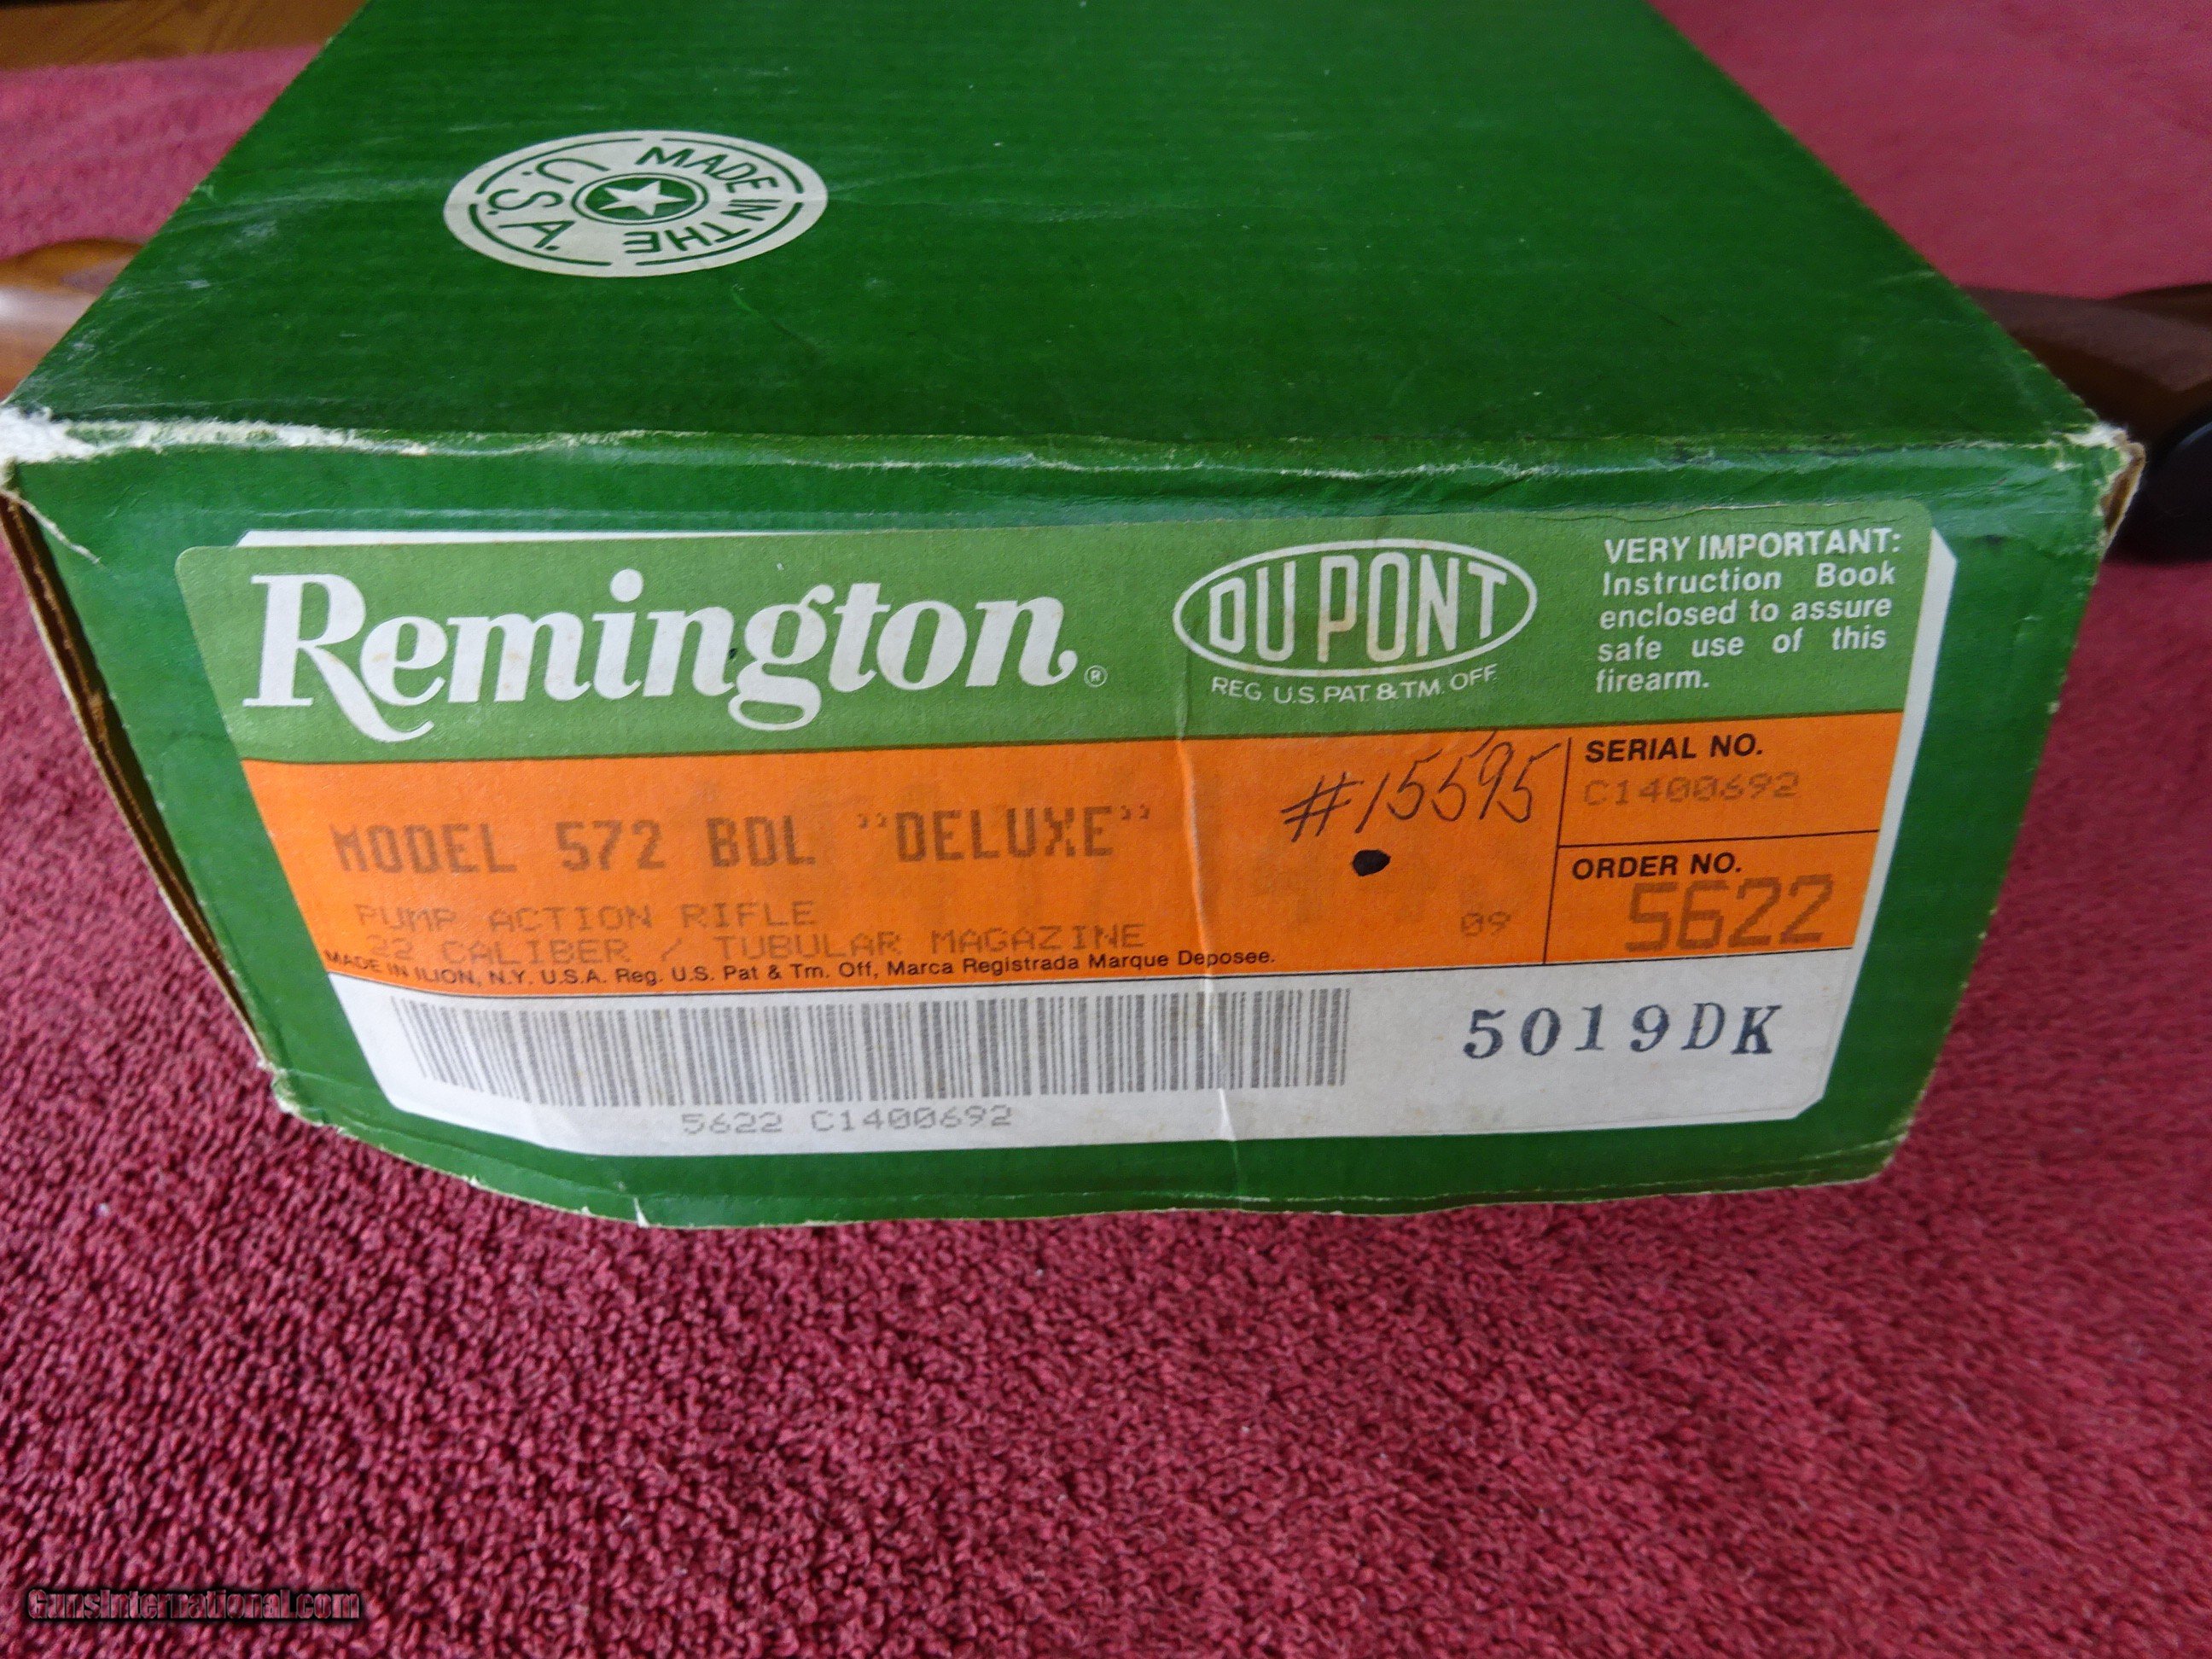 MADE IN THE
U.S.A.
Remington®
DU PONT
REG. U.S. PAT. & TM. OFF.
VERY IMPORTANT:
Instruction Book
enclosed to assure
safe use of this
firearm.
MODEL 572 BDL "DELUXE"
#15595
SERIAL NO.
C1400692
PUMP ACTION RIFLE
22 CALIBER / TUBULAR MAGAZINE
09
ORDER NO.
5622
MADE IN ILION, N.Y. U.S.A. Reg. U.S. Pat & Tm. Off, Marca Registrada Marque Deposee.
5019DK
5622 C1400692
GunsInternational.com